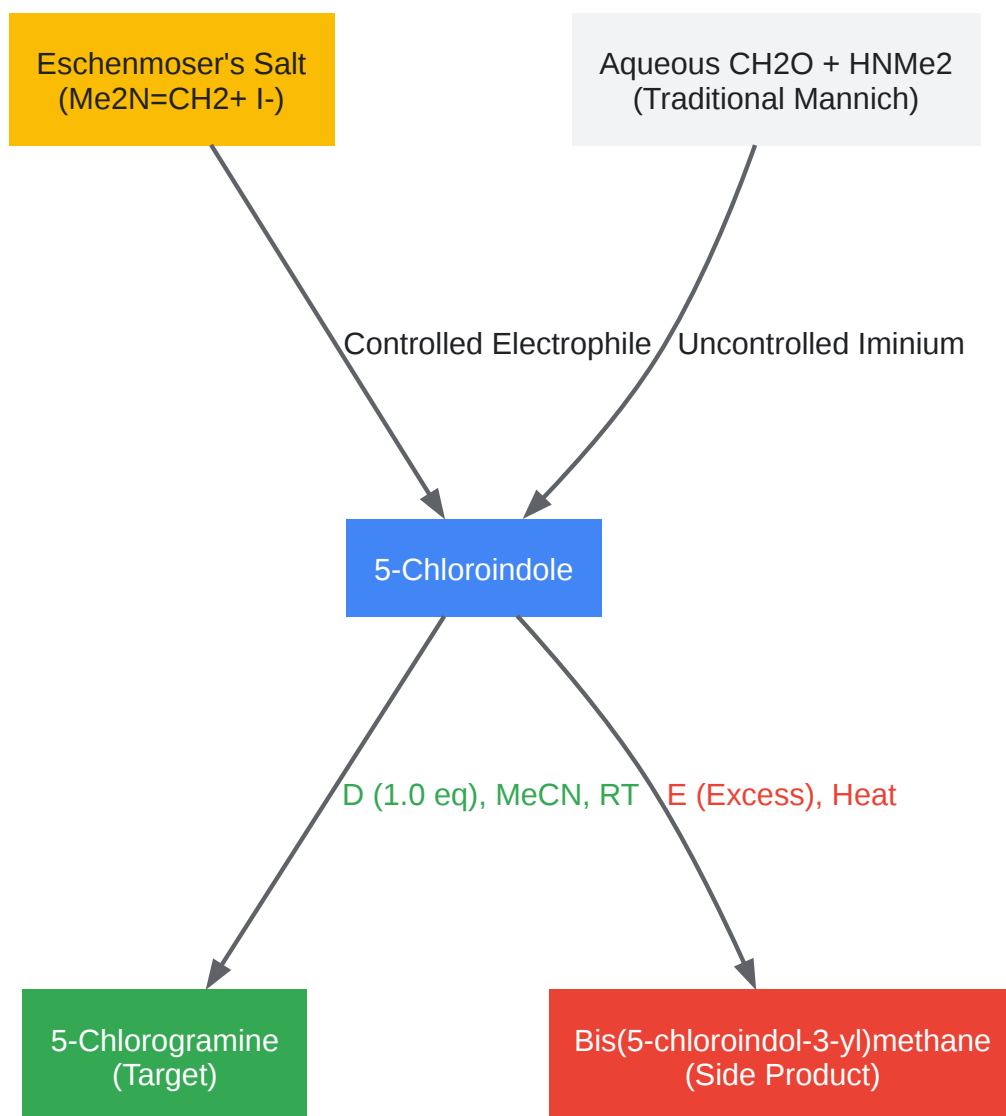 Eschenmoser's Salt
(Me2N=CH2+ I-)
Aqueous CH2O + HNMe2
(Traditional Mannich)
Controlled Electrophile
Uncontrolled Iminium
5-Chloroindole
D (1.0 eq), MeCN, RT
E (Excess), Heat
5-Chlorogramine
(Target)
Bis(5-chloroindol-3-yl)methane
(Side Product)